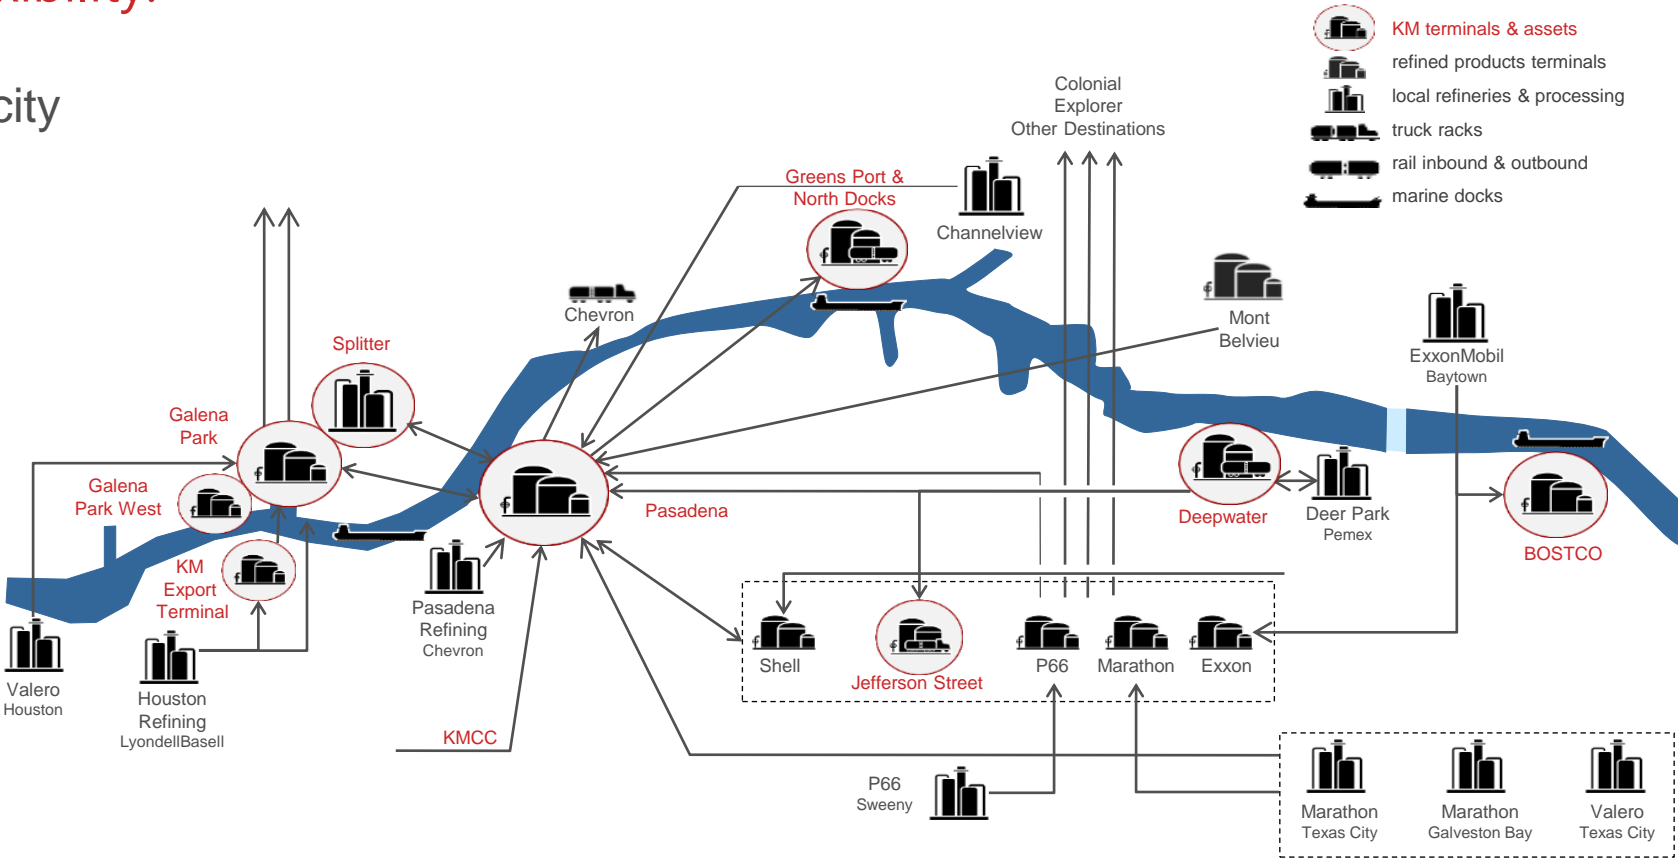 city
KM terminals & assets
refined products terminals
local refineries & processing
truck racks
rail inbound & outbound
marine docks
Colonial
Explorer
Other Destinations
Greens Port &
North Docks
Channelview
Chevron
Mont
Belvieu
ExxonMobil
Baytown
Splitter
Galena
Park
Galena
Park West
Pasadena
Deepwater
Deer Park
Pemex
BOSTCO
KM
Export
Terminal
Pasadena
Refining
Chevron
Shell
Jefferson Street
P66
Marathon
Exxon
Valero
Houston
Houston
Refining
LyondellBasell
KMCC
P66
Sweeny
Marathon
Texas City
Marathon
Galveston Bay
Valero
Texas City